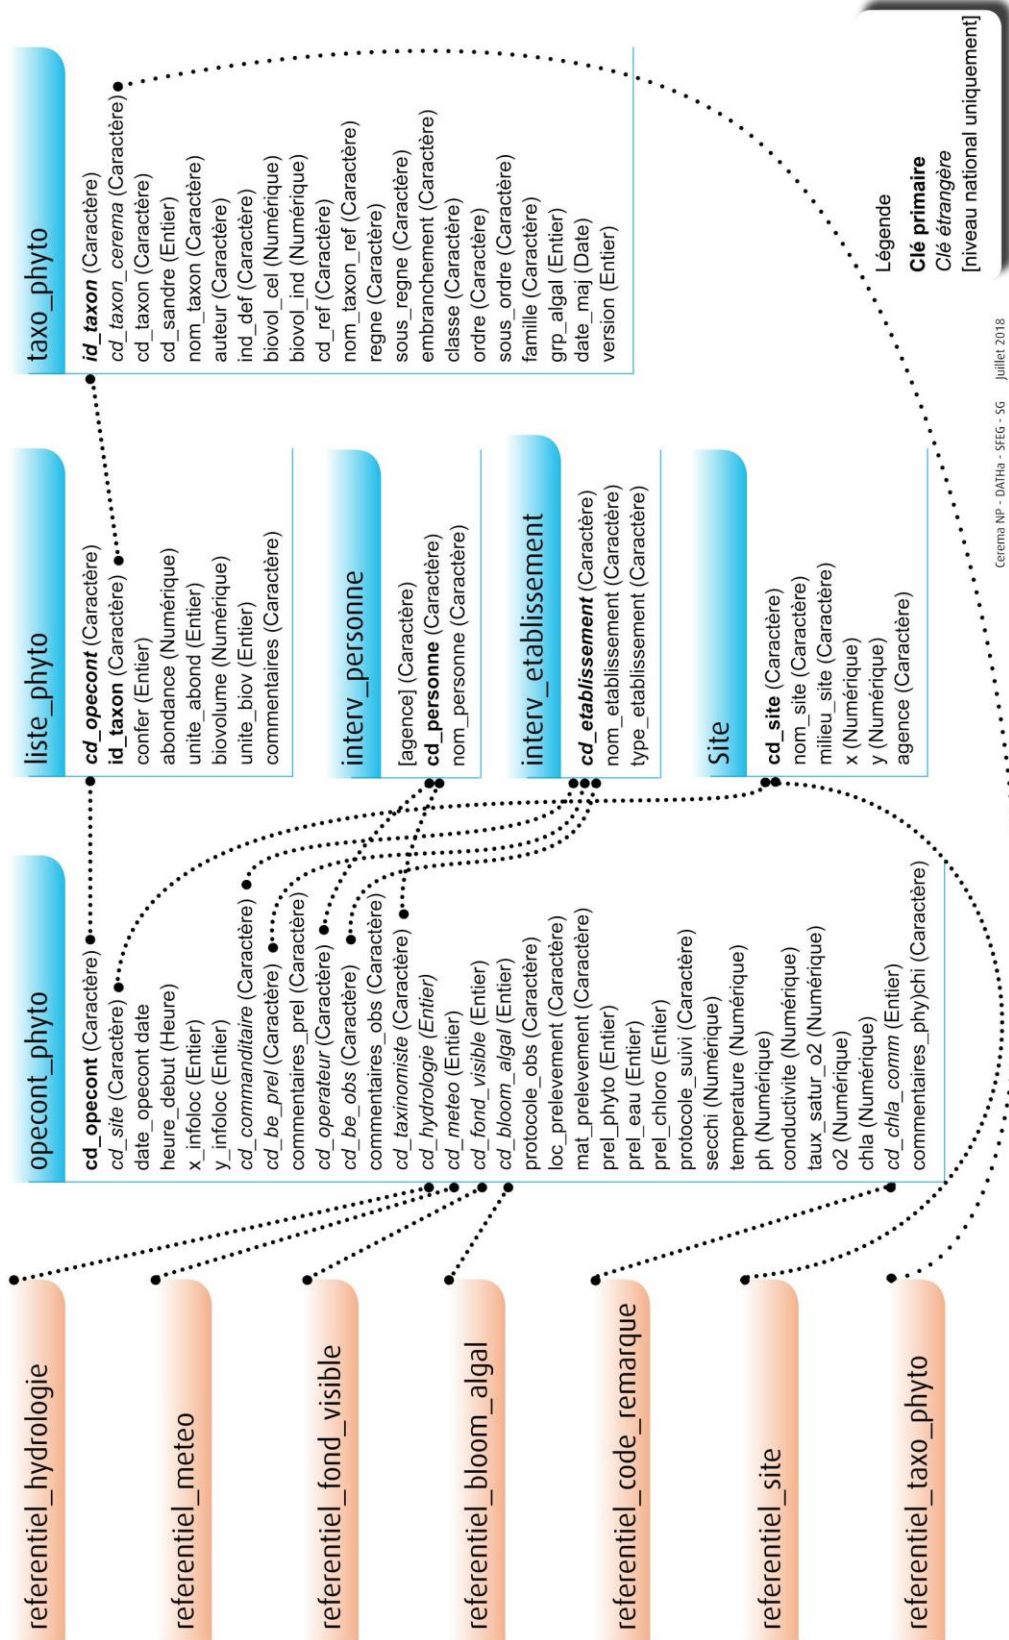 referentiel_hydrologie
referentiel_meteo
referentiel_fond_visible
referentiel_bloom_algal
referentiel_code_remarque
referentiel_site
referentiel_taxo_phyto
opecont_phyto
cd_opecont (Caractère)
cd_site (Caractère)
date_opecont date
heure_debut (Heure)
x_infoloc (Entier)
y_infoloc (Entier)
cd_commanditaire (Caractère)
cd_be_prel (Caractère)
commentaires_prel (Caractère)
cd_operateur (Caractère)
cd_be_obs (Caractère)
commentaires_obs (Caractère)
cd_taxinomiste (Caractère)
cd_hydrologie (Entier)
cd_meteo (Entier)
cd_fond_visible (Entier)
cd_bloom_algal (Entier)
protocole_obs (Caractère)
loc_prelevement (Caractère)
mat_prelevement (Caractère)
prel_phyto (Entier)
prel_eau (Entier)
prel_chloro (Entier)
protocole_suivi (Caractère)
secchi (Numérique)
temperature (Numérique)
ph (Numérique)
conductivite (Numérique)
taux_satur_o2 (Numérique)
o2 (Numérique)
chla (Numérique)
cd_chla_comm (Entier)
commentaires_phy)chi (Caractère)
liste_phyto
cd_opecont (Caractère)
id_taxon (Caractère)
confer (Entier)
abondance (Numérique)
unite_abond (Entier)
biovolume (Numérique)
unite_biov (Entier)
commentaires (Caractère)
interv_personne
[agence] (Caractère)
cd_personne (Caractère)
nom_personne (Caractère)
interv_etablissement
cd_etablissement (Caractère)
nom_etablissement (Caractère)
type_etablissement (Caractère)
Site
cd_site (Caractère)
nom_site (Caractère)
milieu_site (Caractère)
x (Numérique)
y (Numérique)
agence (Caractère)
taxo_phyto
id_taxon (Caractère)
cd_taxon_cerema (Caractère)
cd_taxon (Caractère)
cd_sandre (Entier)
nom_taxon (Caractère)
auteur (Caractère)
ind_def (Caractère)
biovol_cel (Numérique)
biovol_ind (Numérique)
cd_ref (Caractère)
nom_taxon_ref (Caractère)
regne (Caractère)
sous_regne (Caractère)
embranchement (Caractère)
classe (Caractère)
ordre (Caractère)
sous_ordre (Caractère)
famille (Caractère)
grp_algal (Entier)
date_maj (Date)
version (Entier)
Légende
Clé primaire
Clé étrangère
[niveau national uniquement]
Cerema NP - DATHa - SFEG - SG Juillet 2018